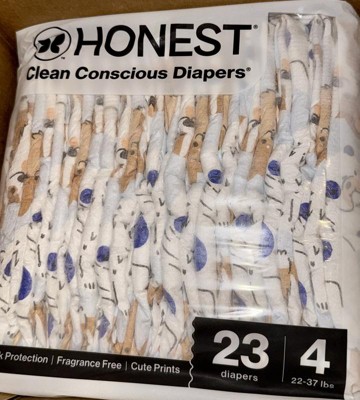 HONEST®
Clean Conscious Diapers®
Protection | Fragrance Free | Cute Prints
23
diapers
4
22-37 lbs